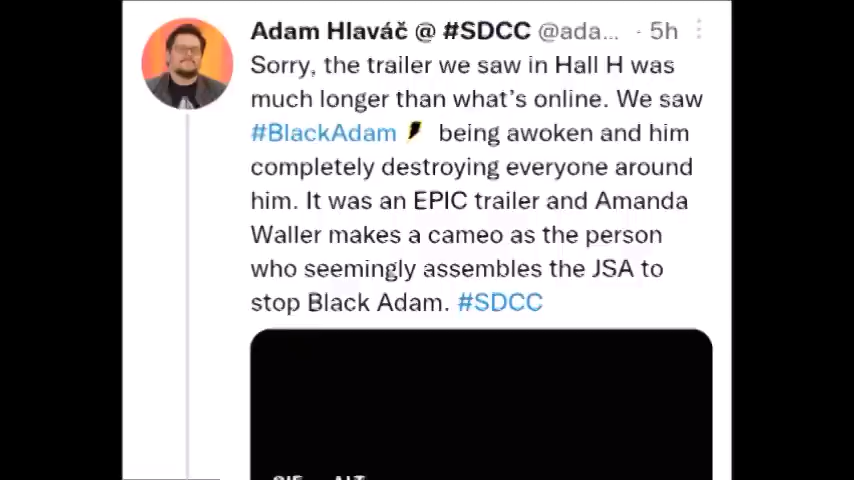 Adam Hlaváč @ #SDCC @ada... · 5h
Sorry, the trailer we saw in Hall H was
much longer than what's online. We saw
#BlackAdam being awoken and him
completely destroying everyone around
him. It was an EPIC trailer and Amanda
Waller makes a cameo as the person
who seemingly assembles the JSA to
stop Black Adam. #SDCC